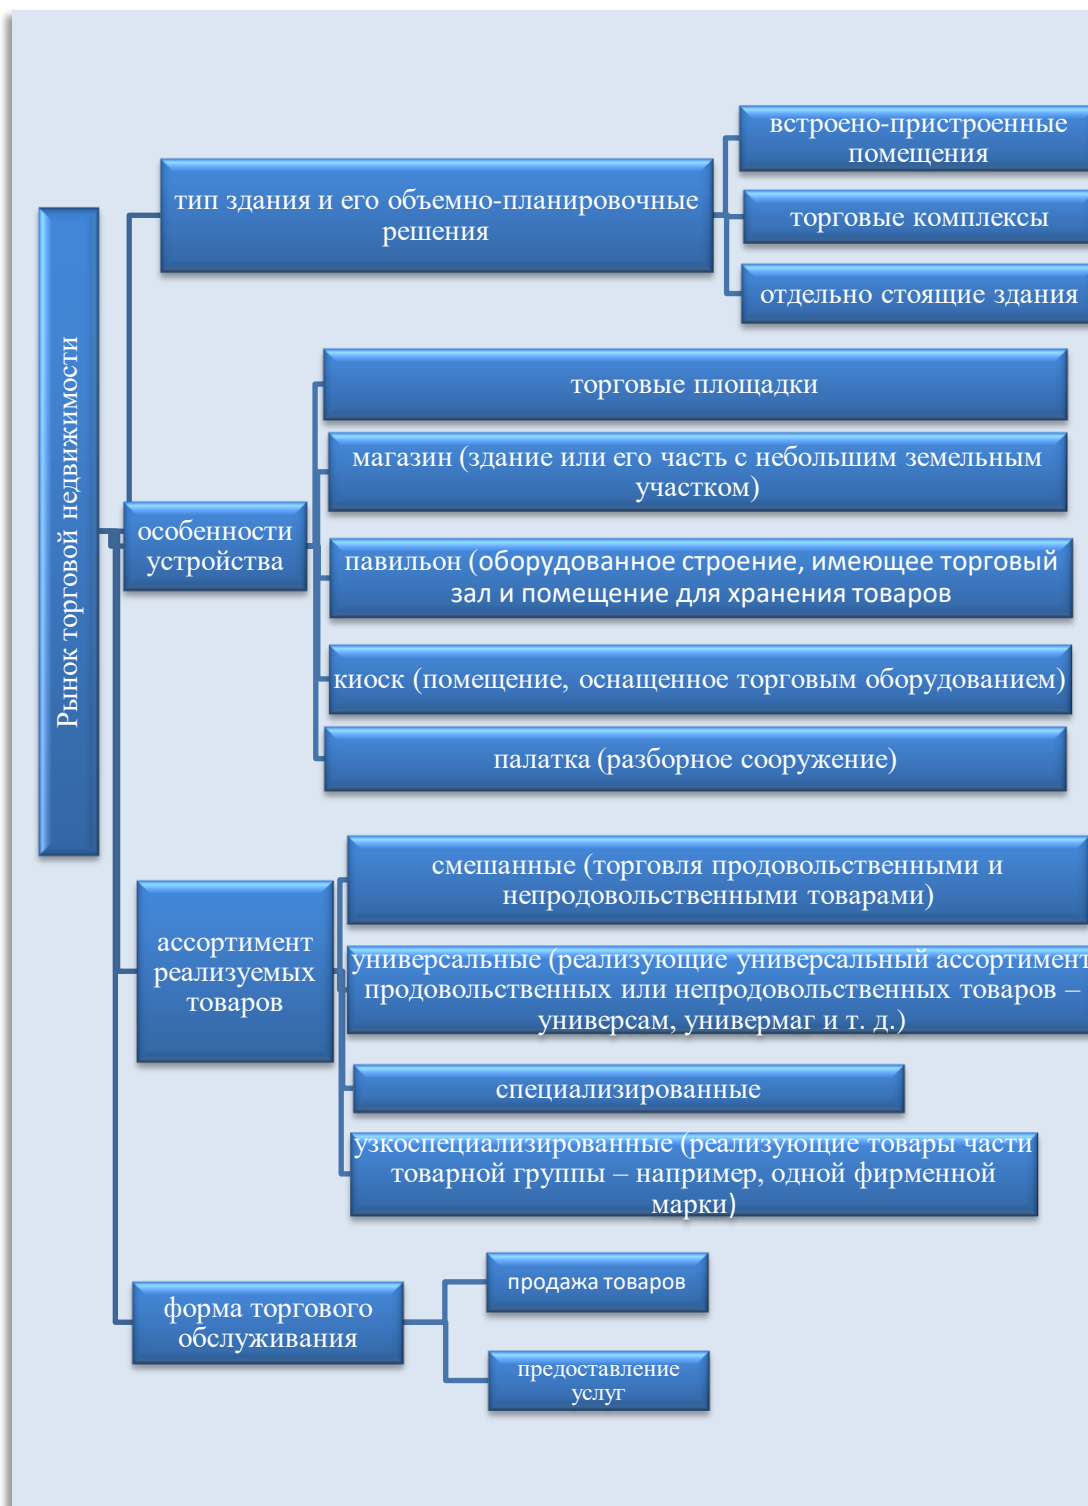 Рынок торговой недвижимости
тип здания и его объемно-планировочные
решения
встроено-пристроенные
помещения
торговые комплексы
отдельно стоящие здания
особенности
устройства
торговые площадки
магазин (здание или его часть с небольшим земельным
участком)
павильон (оборудованное строение, имеющее торговый
зал и помещение для хранения товаров
киоск (помещение, оснащенное торговым оборудованием)
палатка (разборное сооружение)
ассортимент
реализуемых
товаров
смешанные (торговля продовольственными и
непродовольственными товарами)
универсальные (реализующие универсальный ассортимент
продовольственных или непродовольственных товаров –
универсам, универмаг и т. д.)
специализированные
узкоспециализированные (реализующие товары части
товарной группы – например, одной фирменной
марки)
форма торгового
обслуживания
продажа товаров
предоставление
услуг